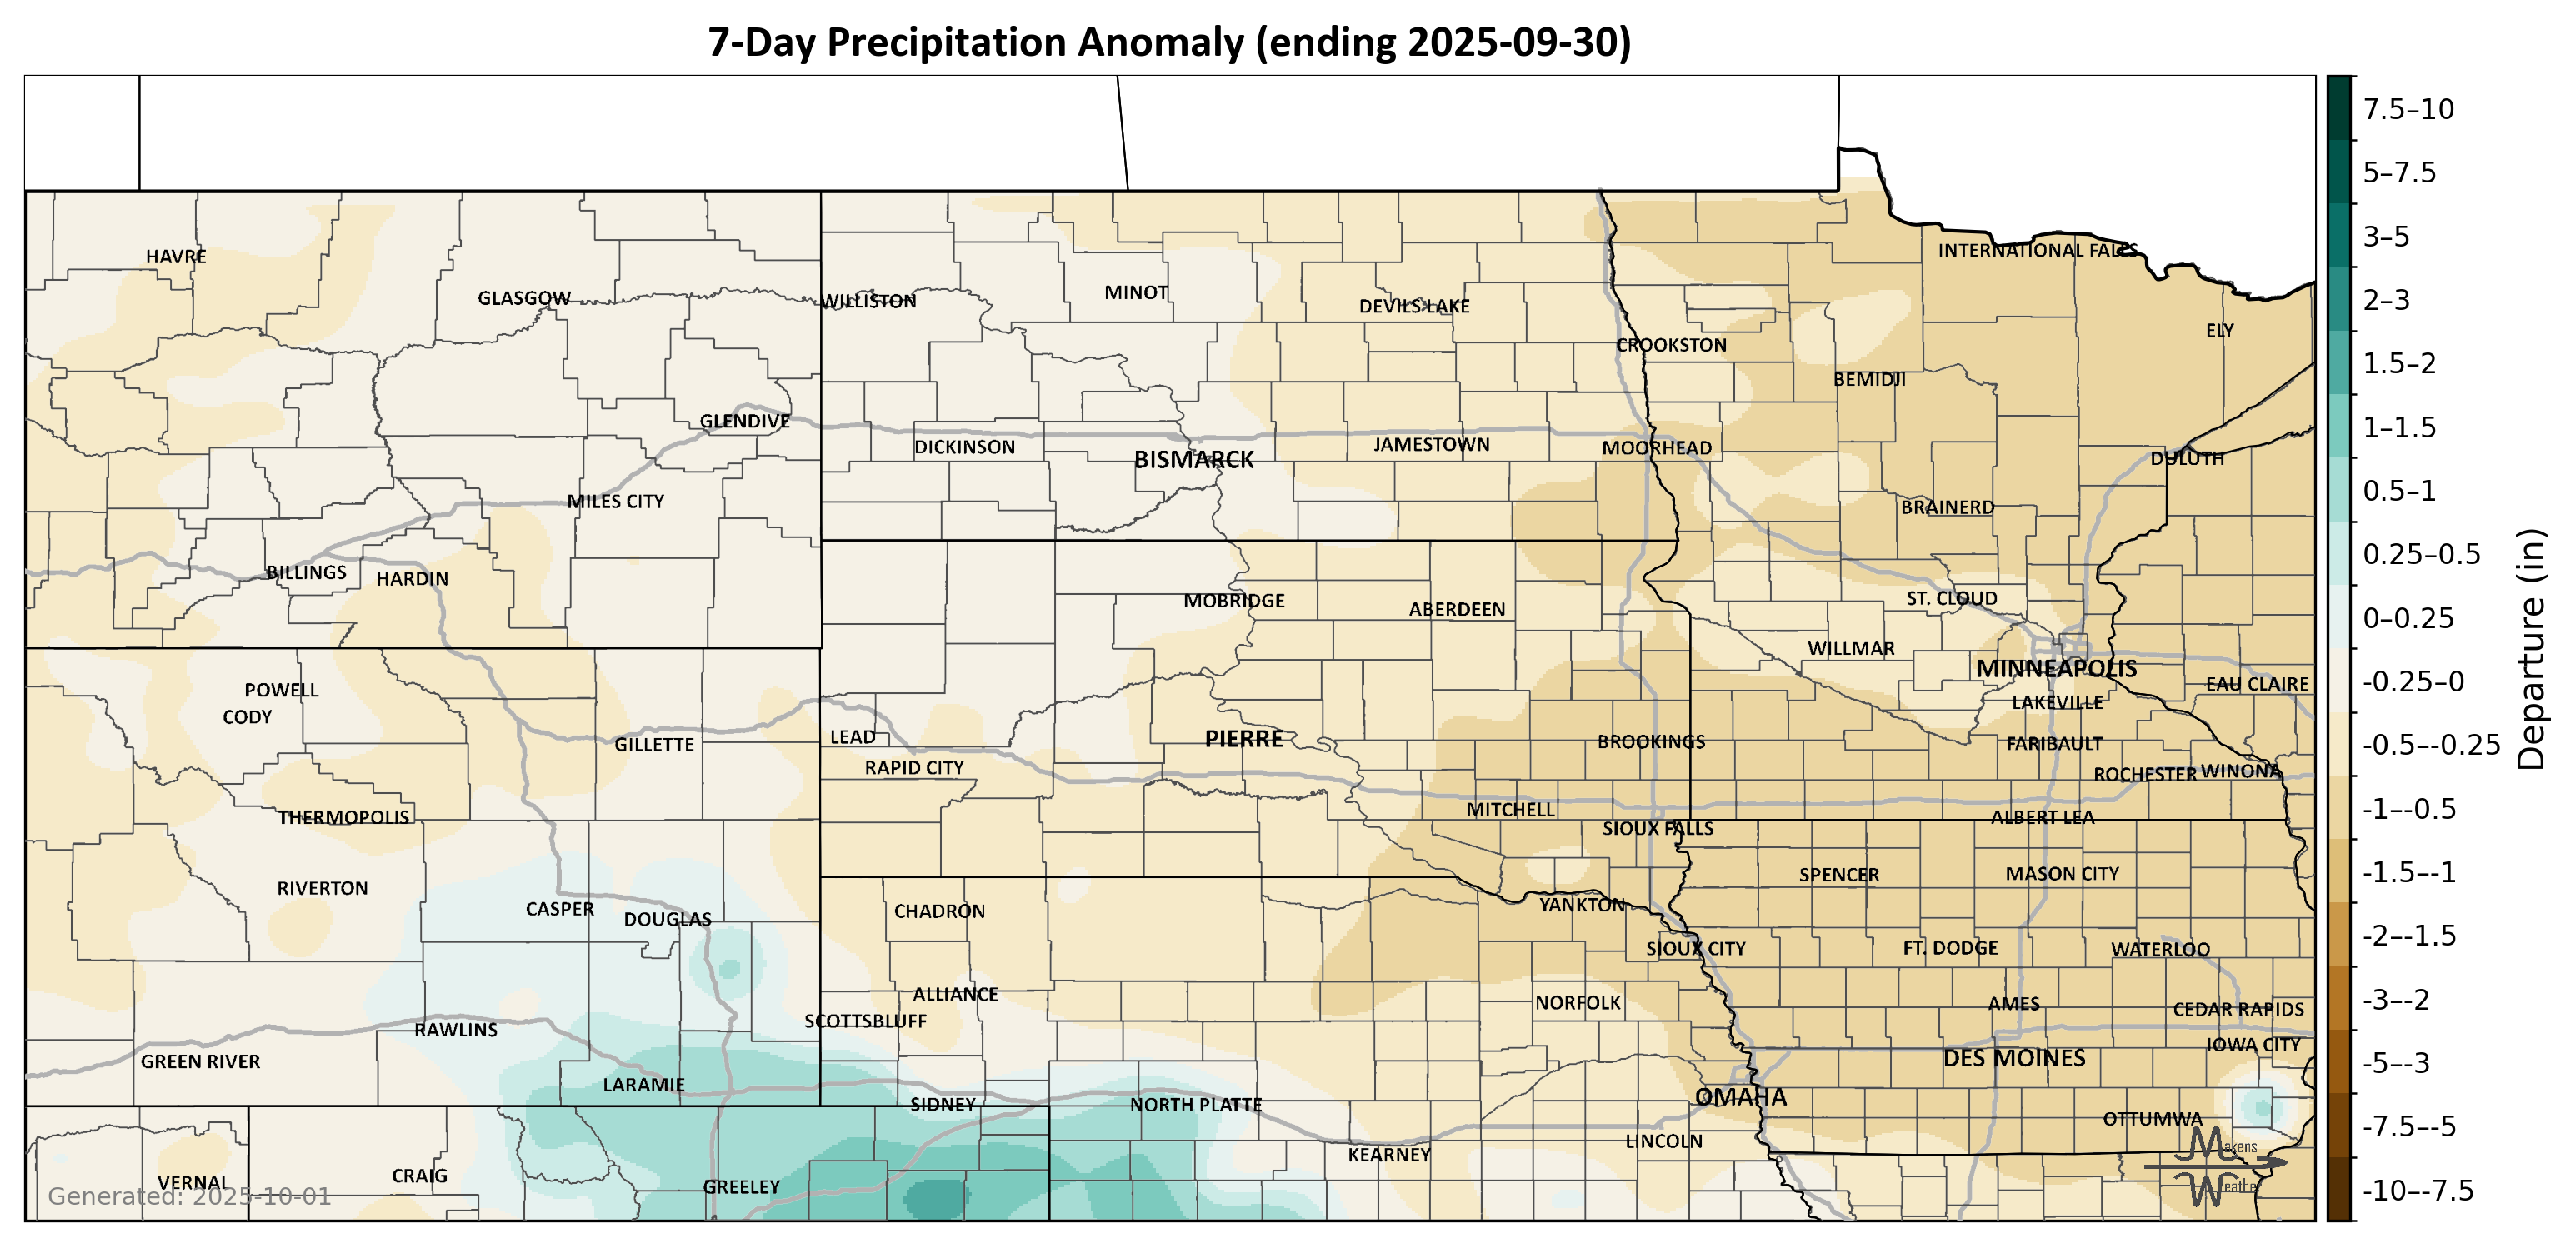 7-Day Precipitation Anomaly (ending 2025-09-30)
HAVRE
GLASGOW
WILLISTON
MINOT
DEVILS LAKE
INTERNATIONAL FALLS
ELY
CROOKSTON
BEMIDJI
GLENDIVE
DICKINSON
BISMARCK
JAMESTOWN
MOORHEAD
DULUTH
MILES CITY
BRAINERD
BILLINGS
HARDIN
MOBRIDGE
ABERDEEN
ST. CLOUD
WILLMAR
MINNEAPOLIS
EAU CLAIRE
POWELL
CODY
LAKEVILLE
GILLETTE
LEAD
PIERRE
BROOKINGS
FARIBAULT
RAPID CITY
ROCHESTER
WINONA
THERMOPOLIS
MITCHELL
ALBERT LEA
SIOUX FALLS
RIVERTON
SPENCER
MASON CITY
CASPER
DOUGLAS
CHADRON
YANKTON
SIOUX CITY
FT. DODGE
WATERLOO
ALLIANCE
NORFOLK
AMES
CEDAR RAPIDS
SCOTTSBLUFF
RAWLINS
GREEN RIVER
IOWA CITY
DES MOINES
LARAMIE
SIDNEY
NORTH PLATTE
OMAHA
OTTUMWA
LINCOLN
KEARNEY
VERNAL
CRAIG
GREELEY
Generated: 2025-10-01
Makens
Weather
7.5–10
5–7.5
3–5
2–3
1.5–2
1–1.5
0.5–1
0.25–0.5
0–0.25
-0.25–0
-0.5–-0.25
-1–-0.5
-1.5–-1
-2–-1.5
-3–-2
-5–-3
-7.5–-5
-10–-7.5
Departure (in)